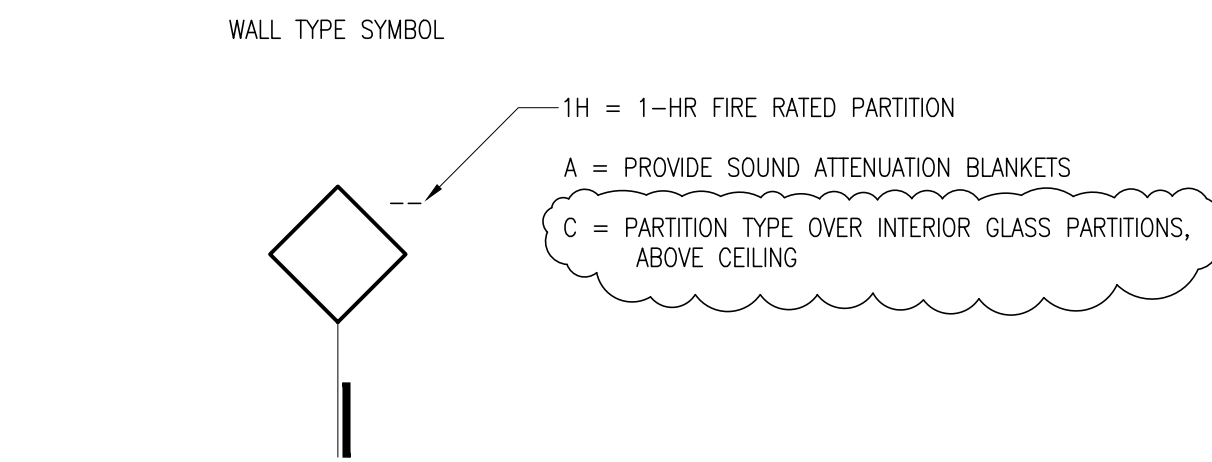 WALL TYPE SYMBOL
1H = 1-HR FIRE RATED PARTITION
A = PROVIDE SOUND ATTENUATION BLANKETS
C = PARTITION TYPE OVER INTERIOR GLASS PARTITIONS,
ABOVE CEILING